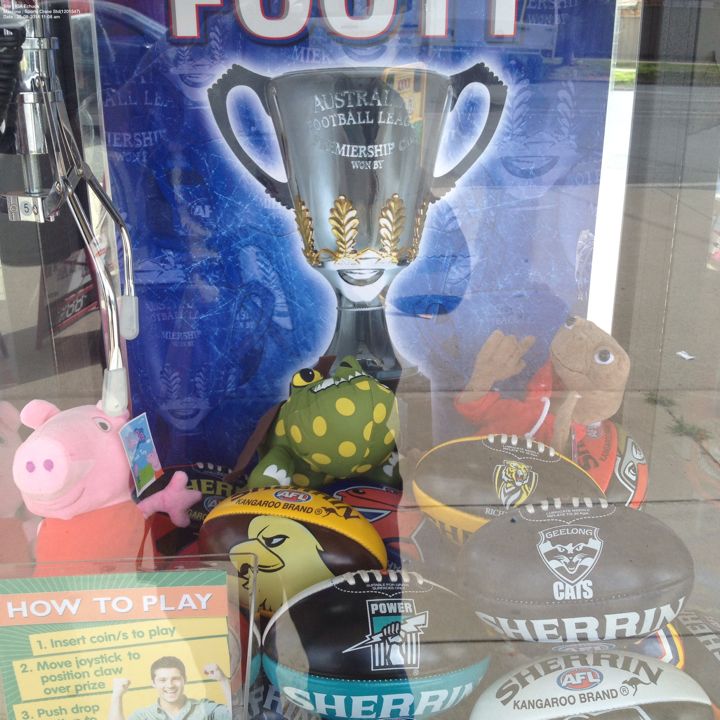 FOOTY
AUSTRALIAN
FOOTBALL LEAGUE
PREMIERSHIP CUP
WON BY
5
AFL
KANGAROO BRAND
RICH
GEELONG
CATS
SHERRIN
POWER
SHERRIN
SHERRIN
AFL
KANGAROO BRAND
HOW TO PLAY
1. Insert coin/s to play
2. Move joystick to
position claw
over prize
3. Push drop